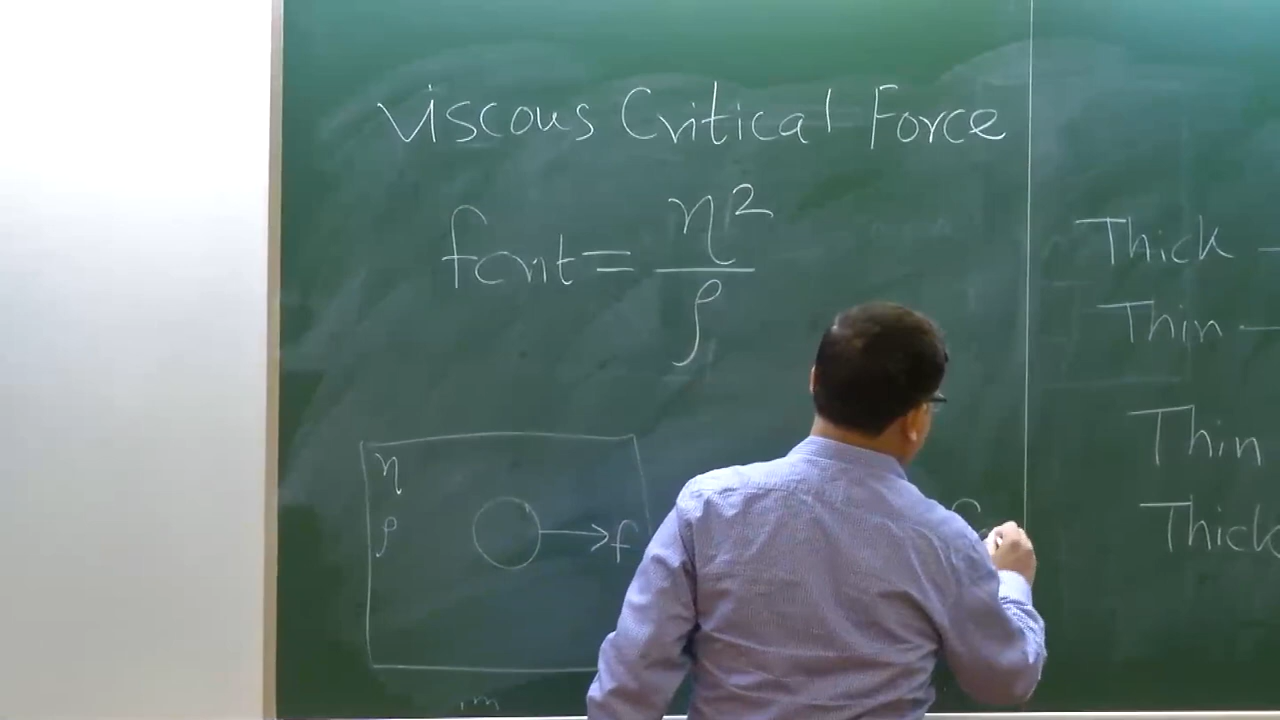 Viscous Critical Force
fcrit = η²/ρ
η
ρ
f
Thick —
Thin —
Thin
Thick